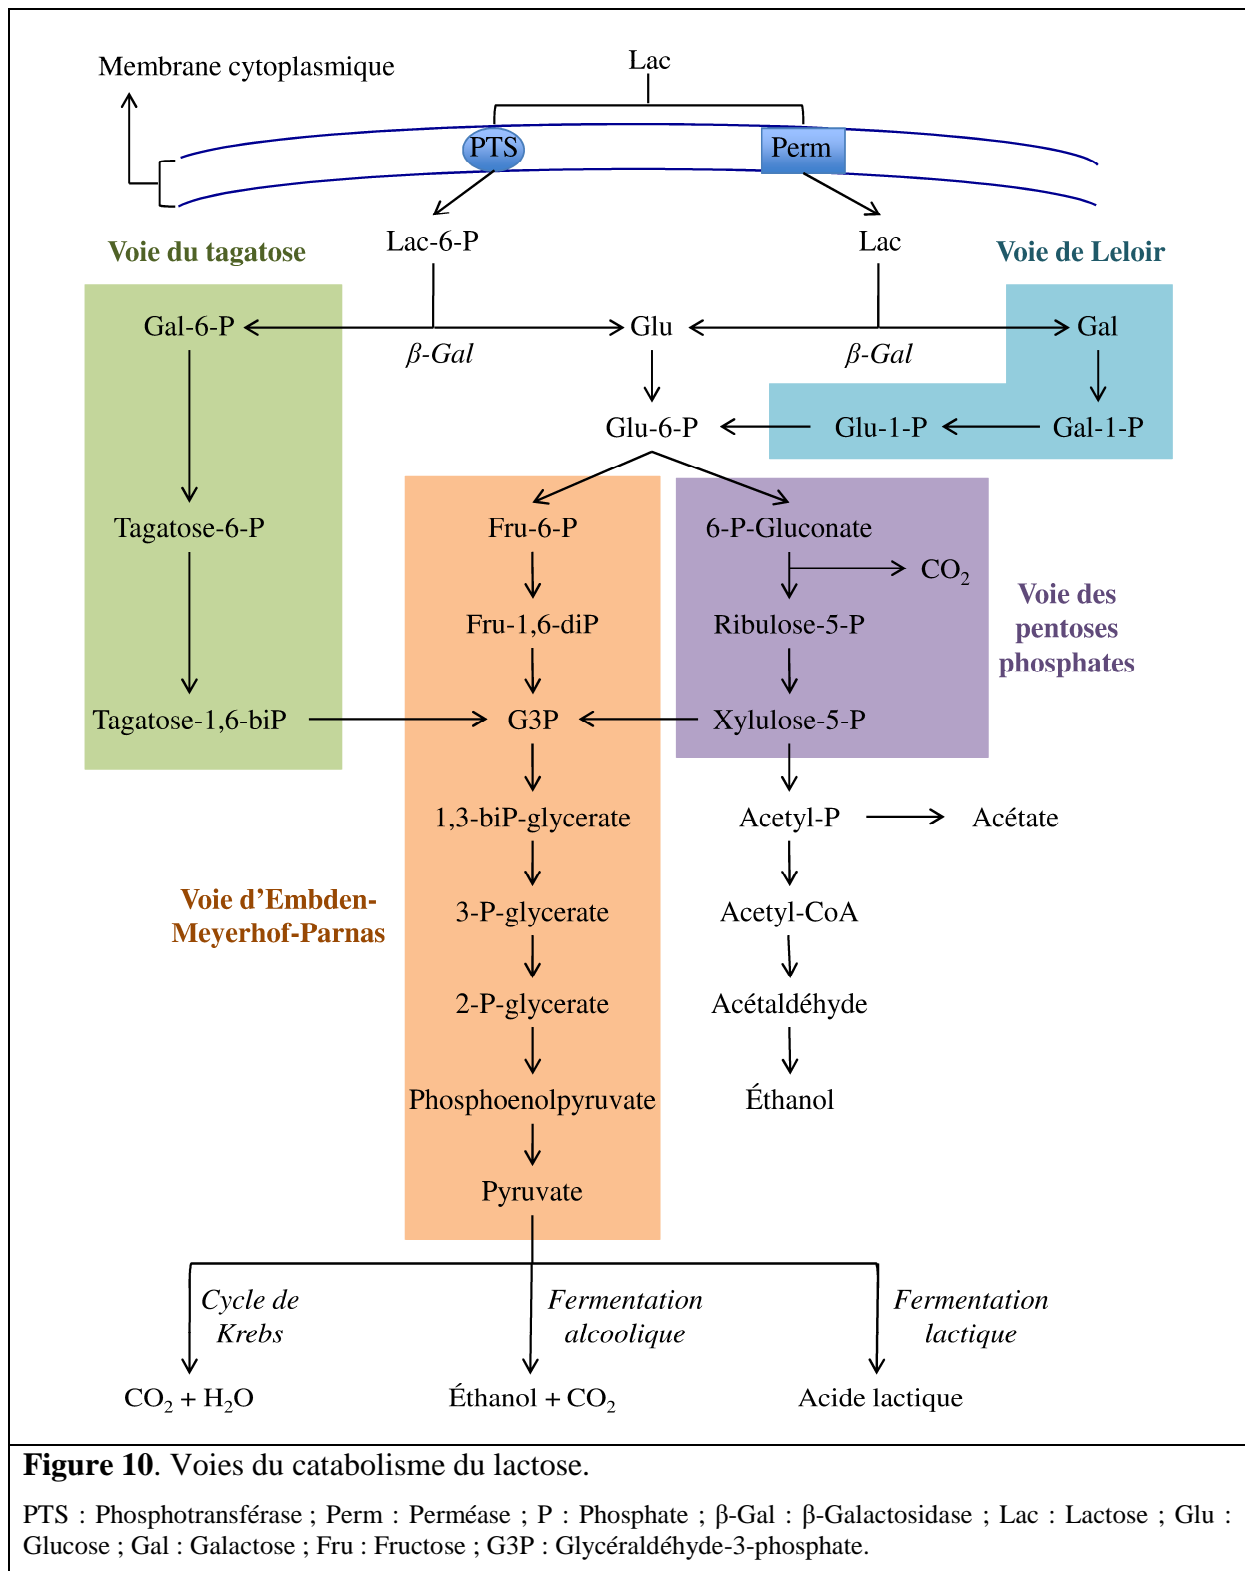 Membrane cytoplasmique
Lac
PTS
Perm
Lac-6-P
Lac
Voie du tagatose
Voie de Leloir
Gal-6-P
Glu
Gal
β-Gal
β-Gal
Glu-6-P
Glu-1-P
Gal-1-P
Tagatose-6-P
Fru-6-P
6-P-Gluconate
CO₂
Fru-1,6-diP
Ribulose-5-P
Voie des
pentoses
phosphates
Tagatose-1,6-biP
G3P
Xylulose-5-P
1,3-biP-glycerate
Acetyl-P
Acétate
Voie d’Embden-
Meyerhof-Parnas
3-P-glycerate
Acetyl-CoA
2-P-glycerate
Acétaldéhyde
Phosphoenolpyruvate
Éthanol
Pyruvate
Cycle de
Krebs
Fermentation
alcoolique
Fermentation
lactique
CO₂ + H₂O
Éthanol + CO₂
Acide lactique
Figure 10. Voies du catabolisme du lactose.
PTS : Phosphotransférase ; Perm : Perméase ; P : Phosphate ; β-Gal : β-Galactosidase ; Lac : Lactose ; Glu :
Glucose ; Gal : Galactose ; Fru : Fructose ; G3P : Glycéraldéhyde-3-phosphate.